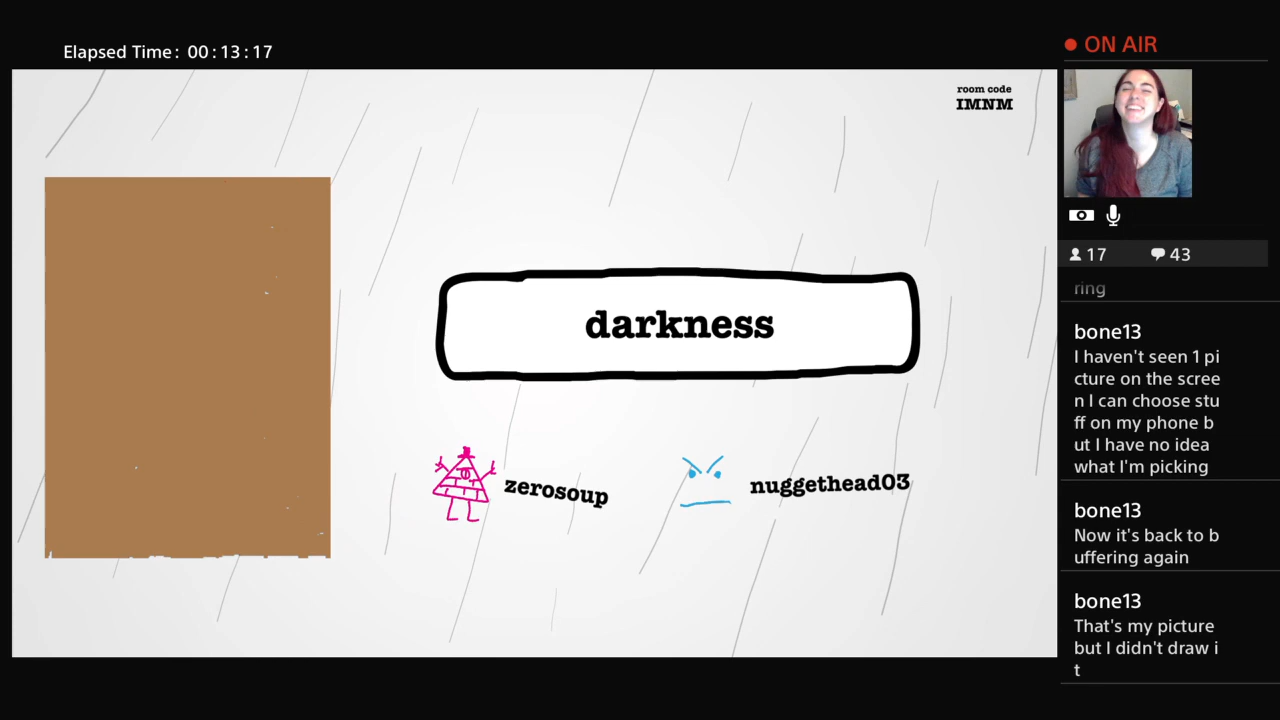 Elapsed Time: 00:13:17
ON AIR
room code
IMNM
darkness
zerosoup
nuggethead03
17 43
ring
bone13
I haven't seen 1 pi
cture on the scree
n I can choose stu
ff on my phone b
ut I have no idea
what I'm picking
bone13
Now it's back to b
uffering again
bone13
That's my picture
but I didn't draw i
t